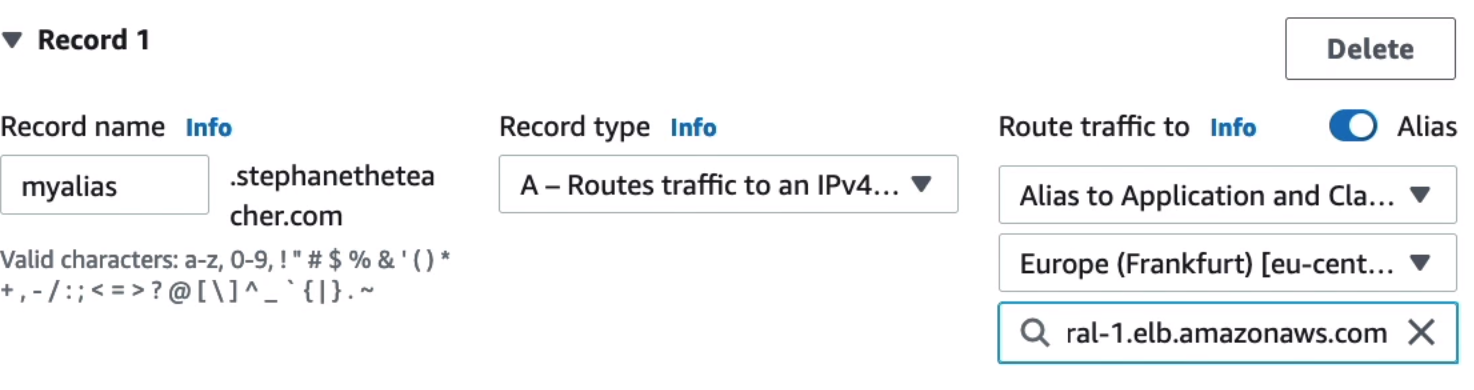 Record 1
Delete
Record name Info
Record type Info
Route traffic to Info
Alias
myalias
.stephanethetea
cher.com
A – Routes traffic to an IPv4...
Alias to Application and Cla...
Valid characters: a-z, 0-9, ! " # $ % & ' ( ) *
+ , - / : ; < = > ? @ [ \ ] ^ _ ` { | } . ~
Europe (Frankfurt) [eu-cent...
ral-1.elb.amazonaws.com